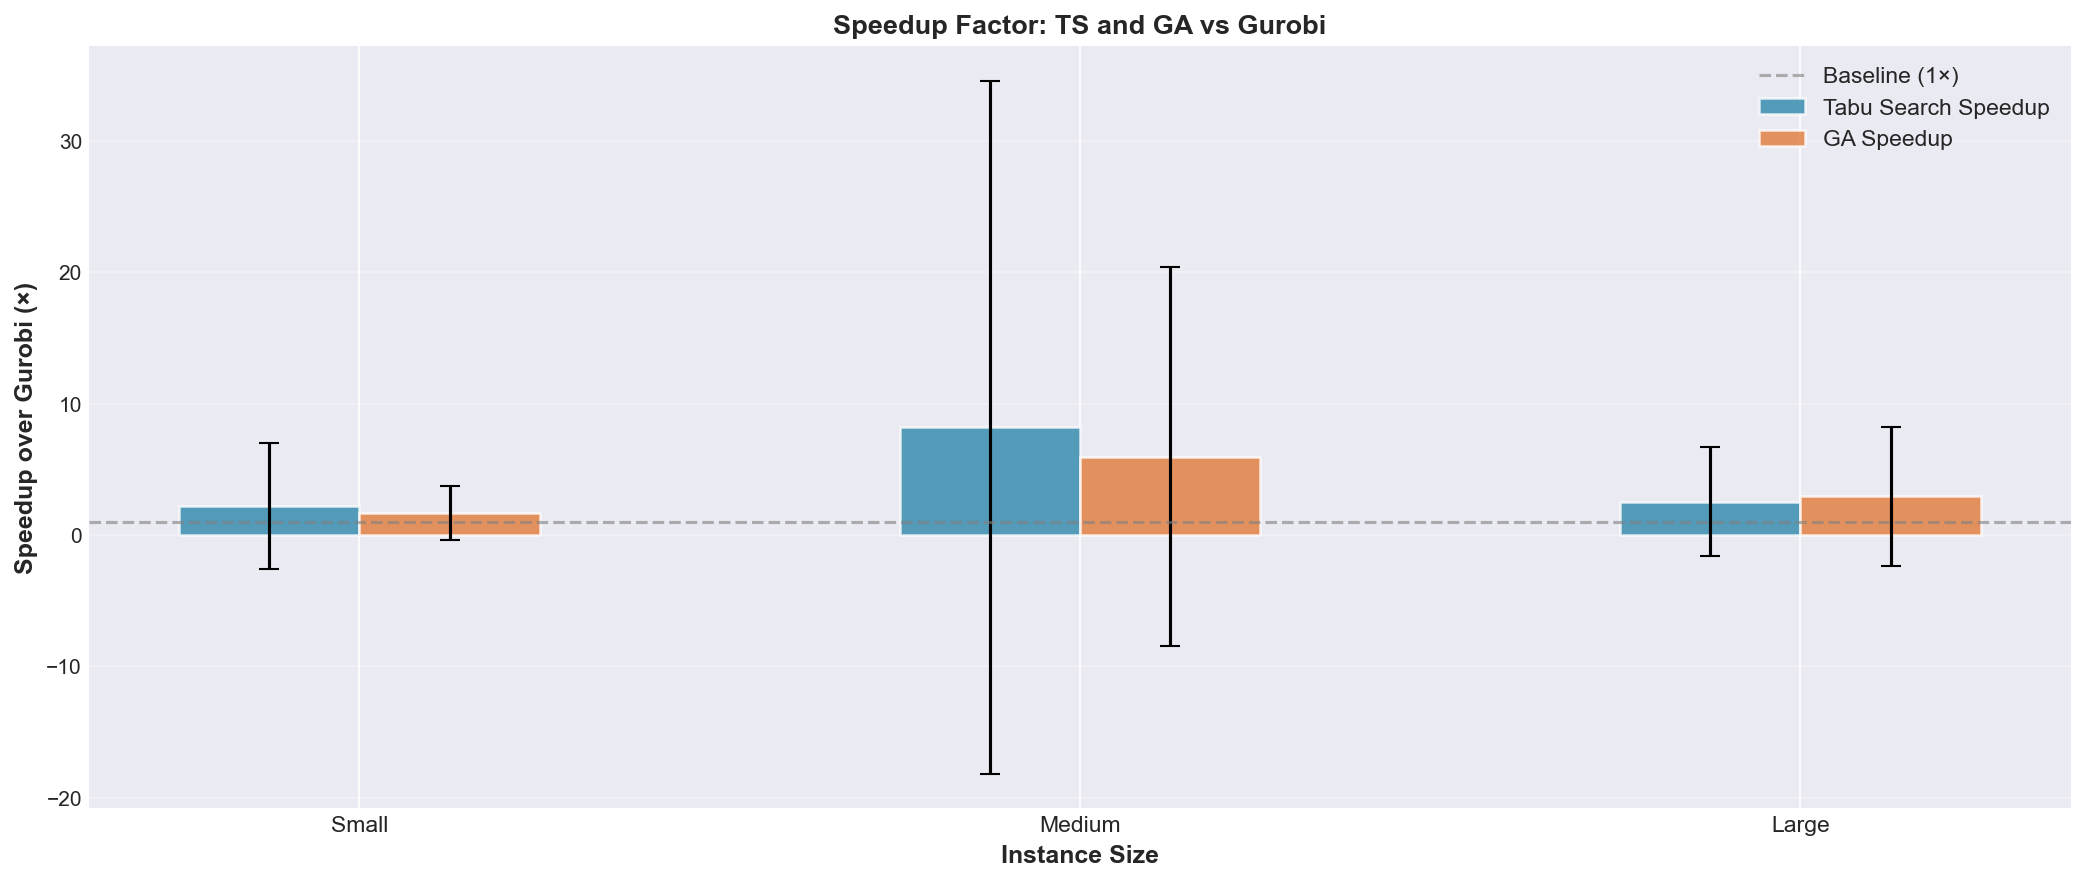 Speedup Factor: TS and GA vs Gurobi
Baseline (1×)
Tabu Search Speedup
GA Speedup
Speedup over Gurobi (×)
30
20
10
0
−10
−20
Small
Medium
Large
Instance Size